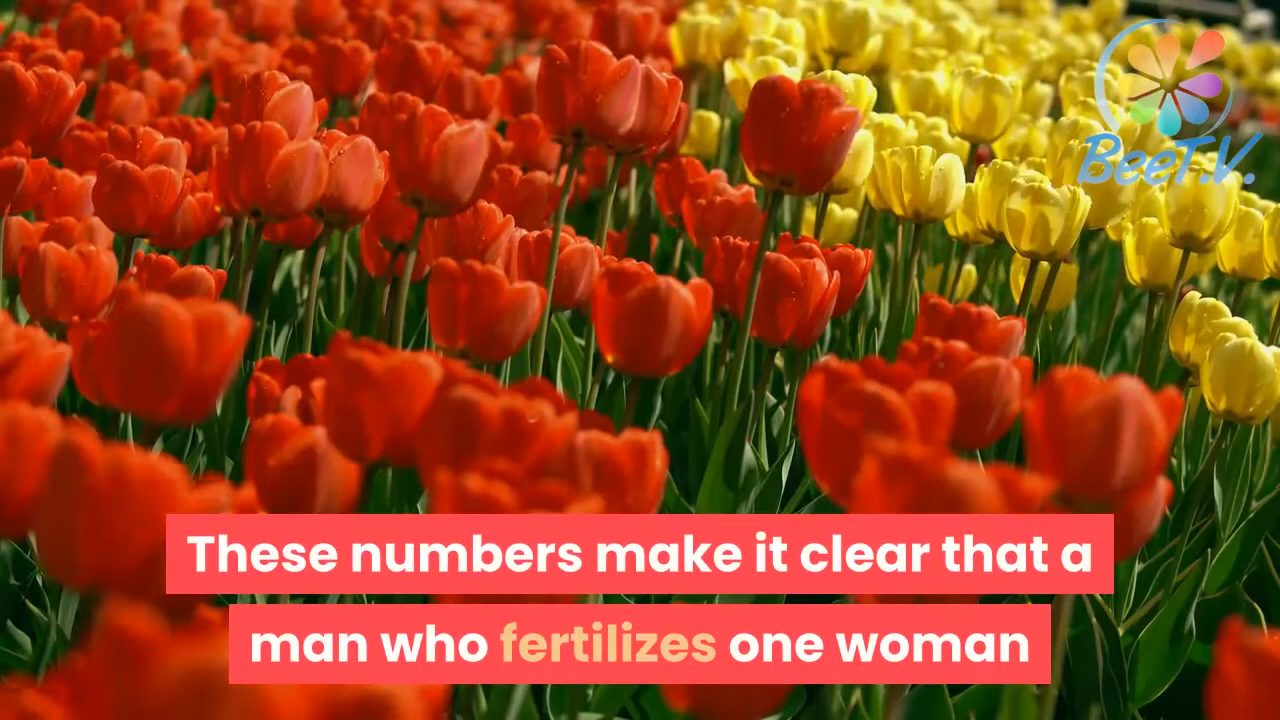 BeeT.V.
These numbers make it clear that a
man who fertilizes one woman